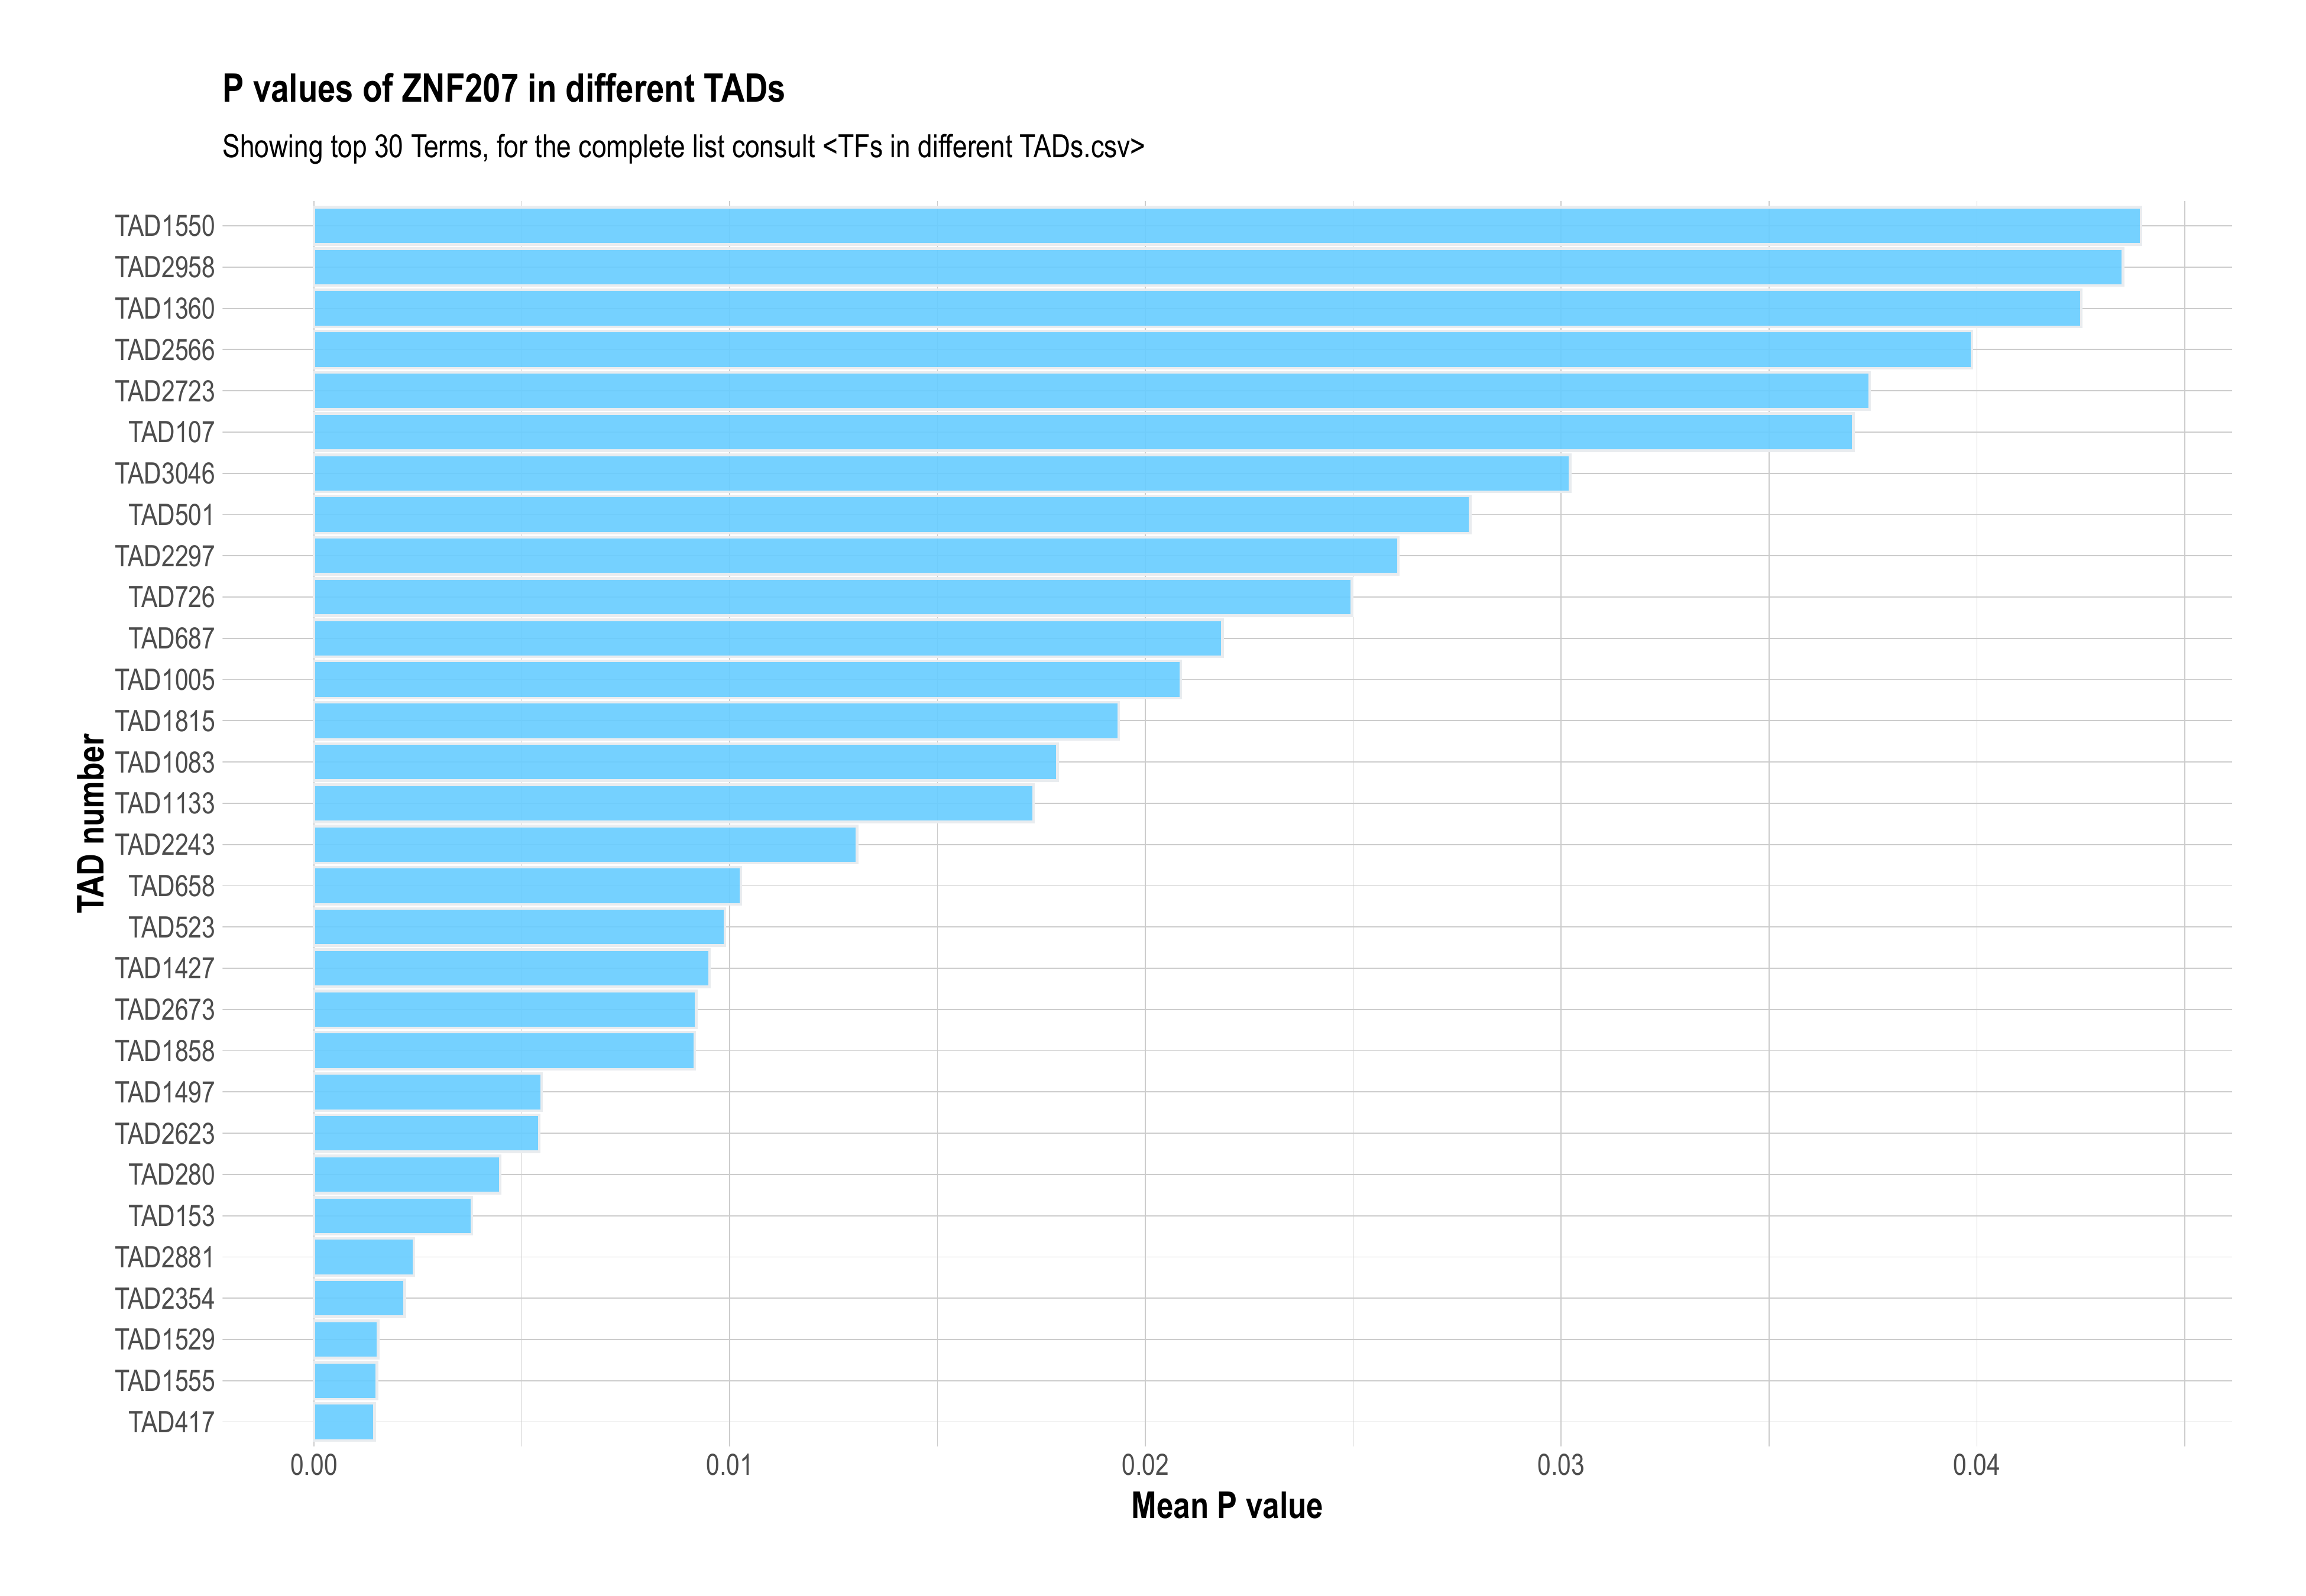 P values of ZNF207 in different TADs
Showing top 30 Terms, for the complete list consult <TFs in different TADs.csv>
TAD number
TAD1550
TAD2958
TAD1360
TAD2566
TAD2723
TAD107
TAD3046
TAD501
TAD2297
TAD726
TAD687
TAD1005
TAD1815
TAD1083
TAD1133
TAD2243
TAD658
TAD523
TAD1427
TAD2673
TAD1858
TAD1497
TAD2623
TAD280
TAD153
TAD2881
TAD2354
TAD1529
TAD1555
TAD417
0.00 0.01 0.02 0.03 0.04
Mean P value